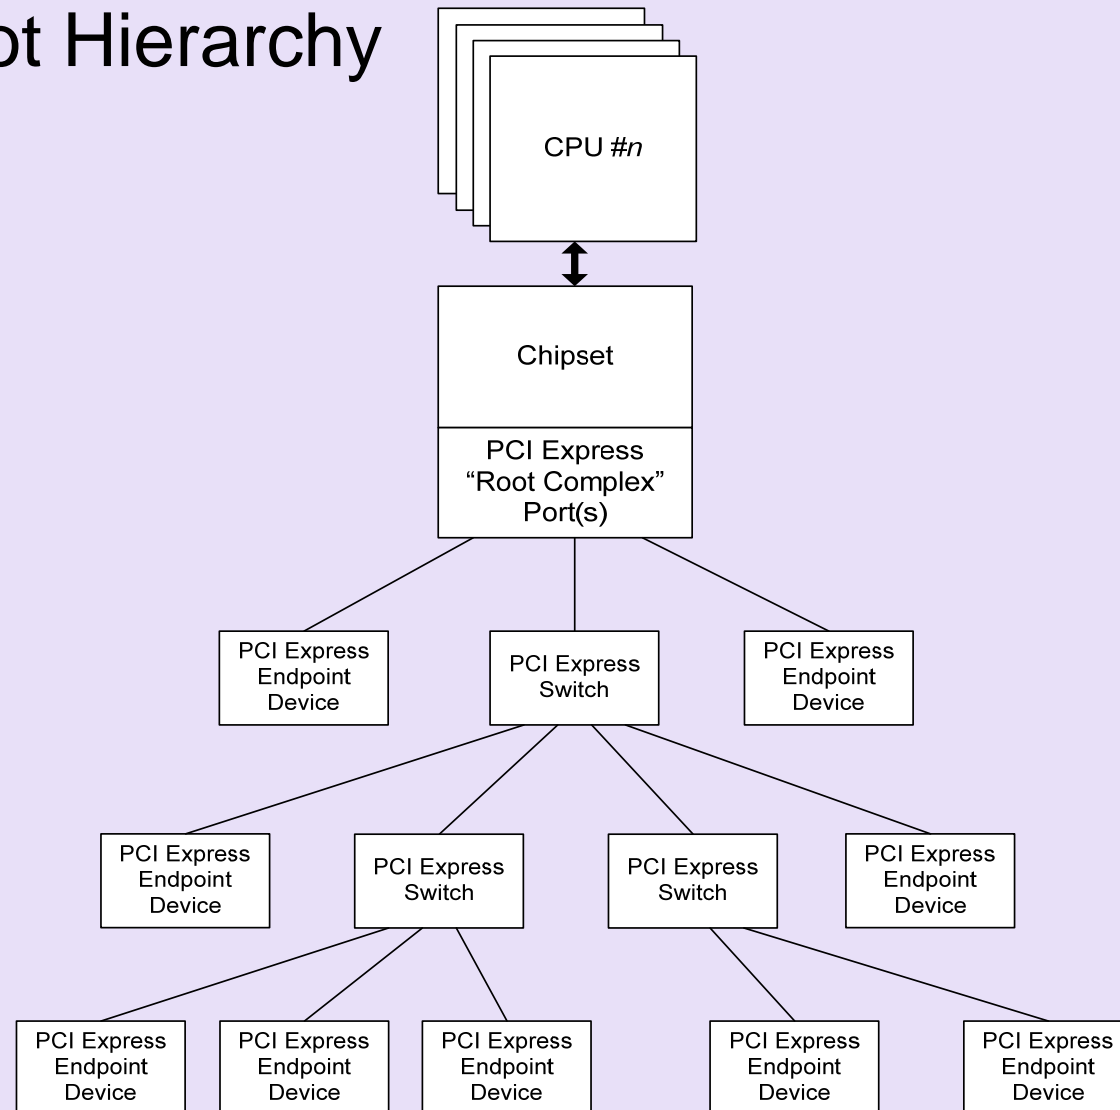 ot Hierarchy
CPU #n
Chipset
PCI Express
“Root Complex”
Port(s)
PCI Express
Endpoint
Device
PCI Express
Switch
PCI Express
Endpoint
Device
PCI Express
Endpoint
Device
PCI Express
Switch
PCI Express
Switch
PCI Express
Endpoint
Device
PCI Express
Endpoint
Device
PCI Express
Endpoint
Device
PCI Express
Endpoint
Device
PCI Express
Endpoint
Device
PCI Express
Endpoint
Device